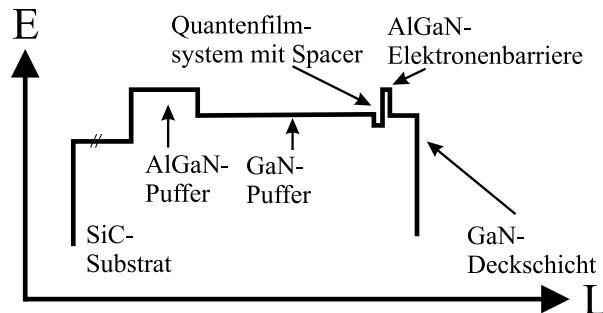 E
Quantenfilm-
system mit Spacer
AlGaN-
Elektronenbarriere
AlGaN-
Puffer
GaN-
Puffer
SiC-
Substrat
GaN-
Deckschicht
L